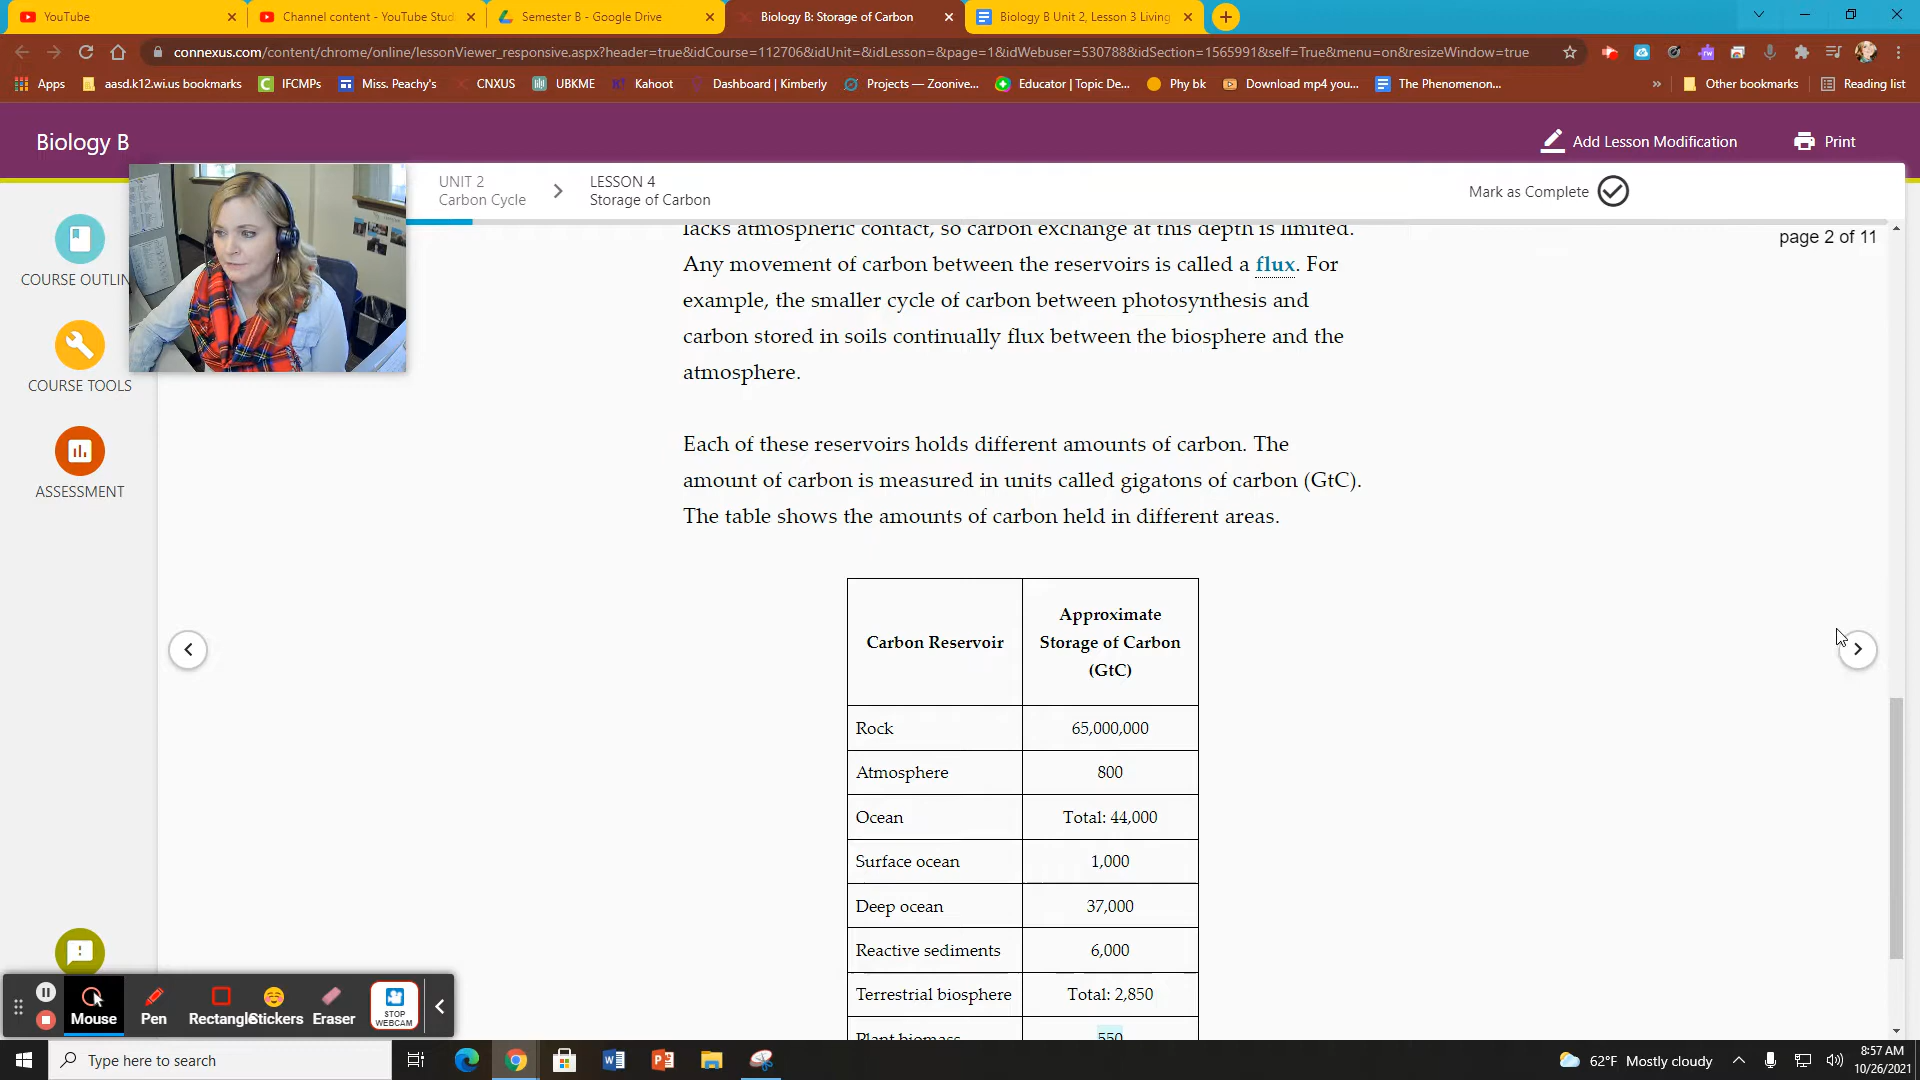 YouTube
Channel content - YouTube Stud
Semester B - Google Drive
Biology B: Storage of Carbon
Biology B Unit 2, Lesson 3 Living
connexus.com/content/chrome/online/lessonViewer_responsive.aspx?header=true&idCourse=112706&idUnit=&idLesson=&page=1&idWebuser=530788&idSection=1565991&self=True&menu=on&resizeWindow=true
Apps
aasd.k12.wi.us bookmarks
IFCMPs
Miss. Peachy's
CNXUS
UBKME
Kahoot
Dashboard | Kimberly
Projects — Zoonive...
Educator | Topic De...
Phy bk
Download mp4 you...
The Phenomenon...
»
Other bookmarks
Reading list
Biology B
Add Lesson Modification
Print
UNIT 2
Carbon Cycle
LESSON 4
Storage of Carbon
Mark as Complete
page 2 of 11
COURSE OUTLIN
COURSE TOOLS
ASSESSMENT
lacks atmospheric contact, so carbon exchange at this depth is limited.
Any movement of carbon between the reservoirs is called a flux. For
example, the smaller cycle of carbon between photosynthesis and
carbon stored in soils continually flux between the biosphere and the
atmosphere.
Each of these reservoirs holds different amounts of carbon. The
amount of carbon is measured in units called gigatons of carbon (GtC).
The table shows the amounts of carbon held in different areas.
Carbon Reservoir
Approximate
Storage of Carbon
(GtC)
Rock 65,000,000
Atmosphere 800
Ocean Total: 44,000
Surface ocean 1,000
Deep ocean 37,000
Reactive sediments 6,000
Terrestrial biosphere Total: 2,850
Plant biomass 550
Mouse
Pen
Rectangle
Stickers
Eraser
STOP
WEBCAM
Type here to search
62°F Mostly cloudy
8:57 AM
10/26/2021